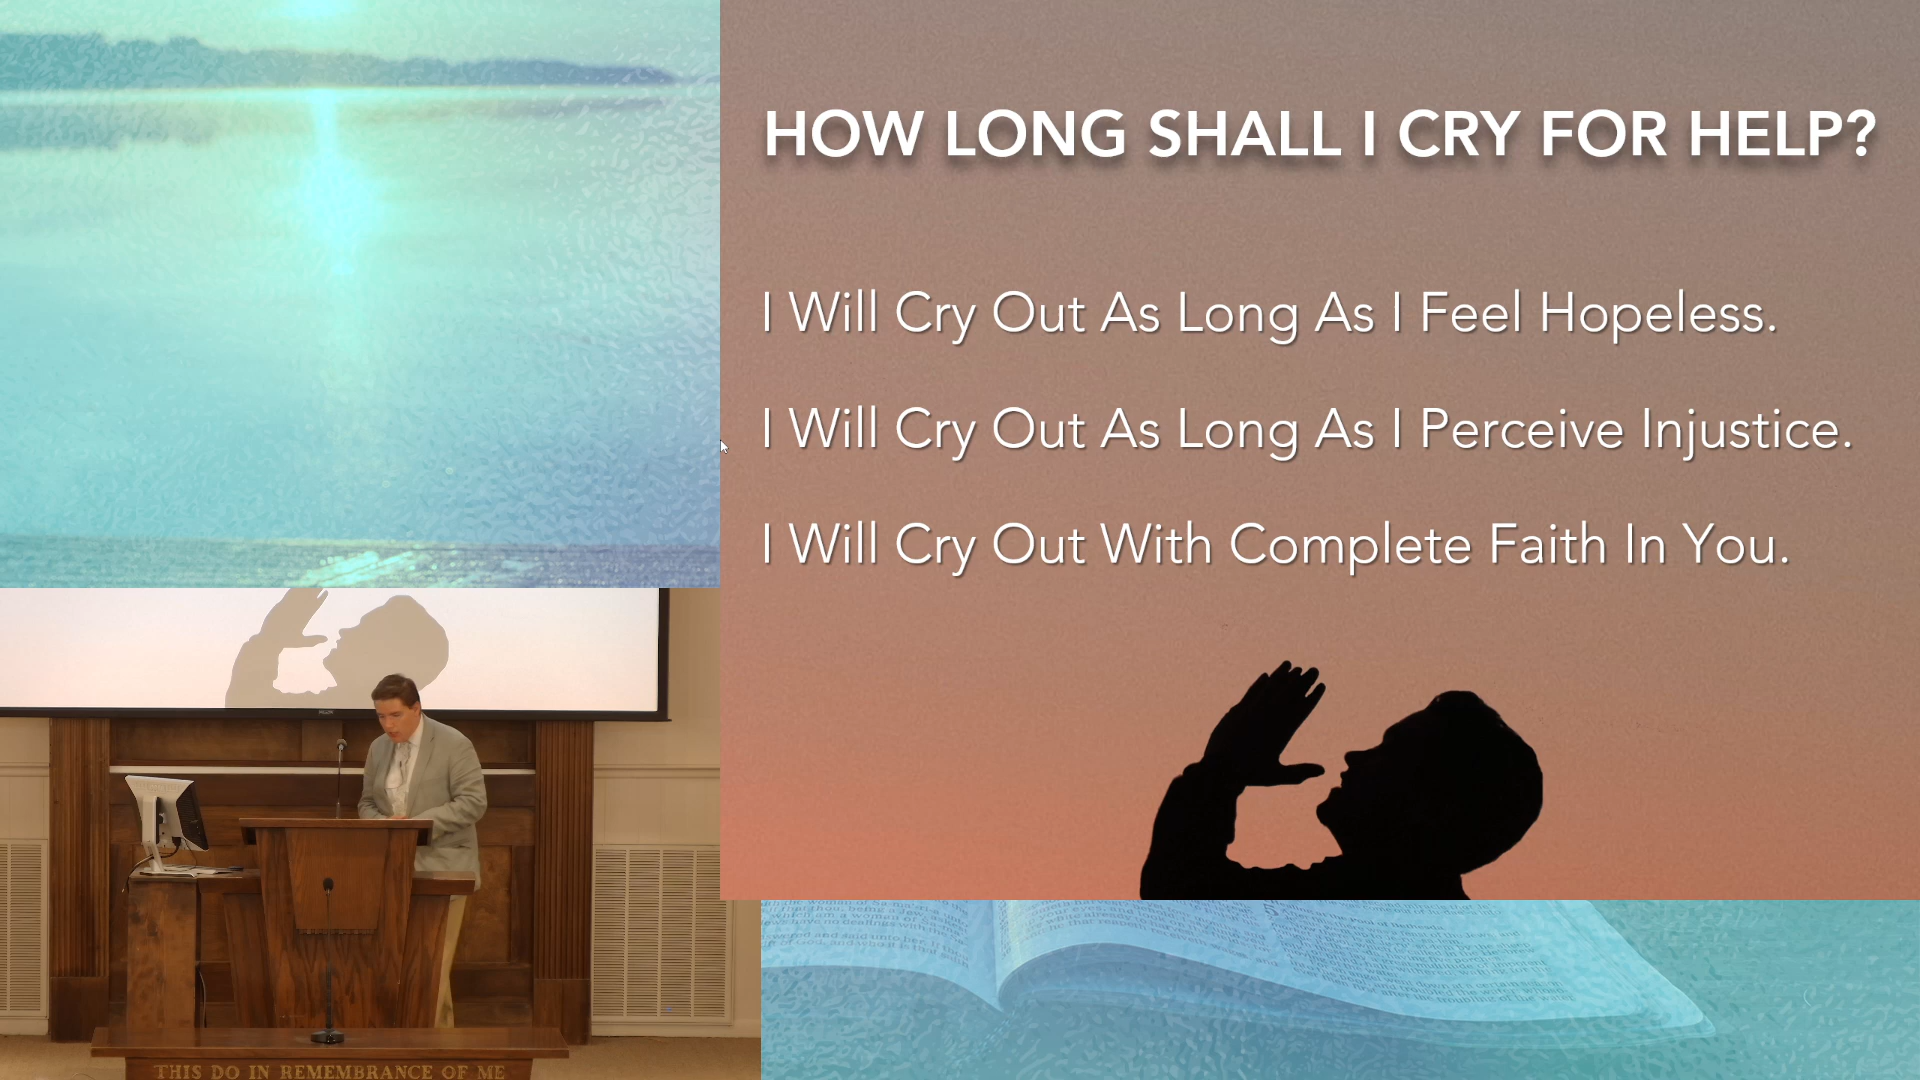 HOW LONG SHALL I CRY FOR HELP?
I Will Cry Out As Long As I Feel Hopeless.
I Will Cry Out As Long As I Perceive Injustice.
I Will Cry Out With Complete Faith In You.
THIS DO IN REMEMBRANCE OF ME